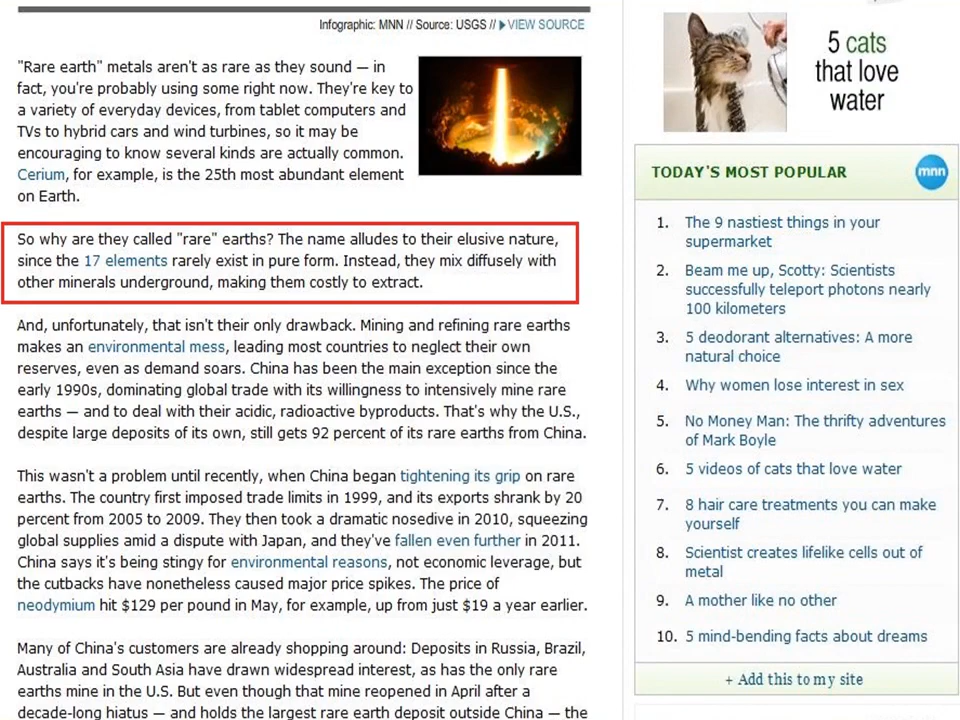 Infographic: MNN // Source: USGS // VIEW SOURCE
"Rare earth" metals aren't as rare as they sound — in
fact, you're probably using some right now. They're key to
a variety of everyday devices, from tablet computers and
TVs to hybrid cars and wind turbines, so it may be
encouraging to know several kinds are actually common.
Cerium, for example, is the 25th most abundant element
on Earth.
So why are they called "rare" earths? The name alludes to their elusive nature,
since the 17 elements rarely exist in pure form. Instead, they mix diffusely with
other minerals underground, making them costly to extract.
And, unfortunately, that isn't their only drawback. Mining and refining rare earths
makes an environmental mess, leading most countries to neglect their own
reserves, even as demand soars. China has been the main exception since the
early 1990s, dominating global trade with its willingness to intensively mine rare
earths — and to deal with their acidic, radioactive byproducts. That's why the U.S.,
despite large deposits of its own, still gets 92 percent of its rare earths from China.
This wasn't a problem until recently, when China began tightening its grip on rare
earths. The country first imposed trade limits in 1999, and its exports shrank by 20
percent from 2005 to 2009. They then took a dramatic nosedive in 2010, squeezing
global supplies amid a dispute with Japan, and they've fallen even further in 2011.
China says it's being stingy for environmental reasons, not economic leverage, but
the cutbacks have nonetheless caused major price spikes. The price of
neodymium hit $129 per pound in May, for example, up from just $19 a year earlier.
Many of China's customers are already shopping around: Deposits in Russia, Brazil,
Australia and South Asia have drawn widespread interest, as has the only rare
earths mine in the U.S. But even though that mine reopened in April after a
decade-long hiatus — and holds the largest rare earth deposit outside China — the
5 cats
that love
water
TODAY'S MOST POPULAR
mnn
1. The 9 nastiest things in your
supermarket
2. Beam me up, Scotty: Scientists
successfully teleport photons nearly
100 kilometers
3. 5 deodorant alternatives: A more
natural choice
4. Why women lose interest in sex
5. No Money Man: The thrifty adventures
of Mark Boyle
6. 5 videos of cats that love water
7. 8 hair care treatments you can make
yourself
8. Scientist creates lifelike cells out of
metal
9. A mother like no other
10. 5 mind-bending facts about dreams
+ Add this to my site